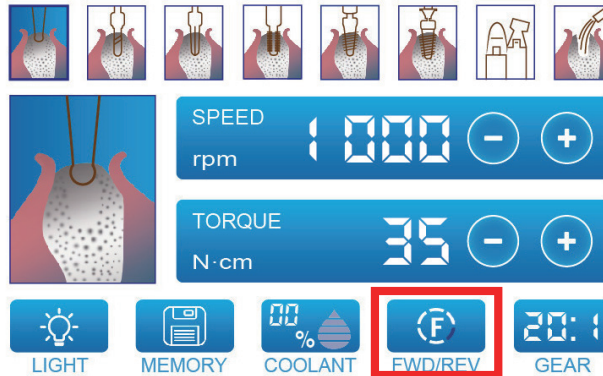 SPEED
rpm
1000
TORQUE
N·cm
35
00
%
F
20:1
LIGHT
MEMORY
COOLANT
FWD/REV
GEAR